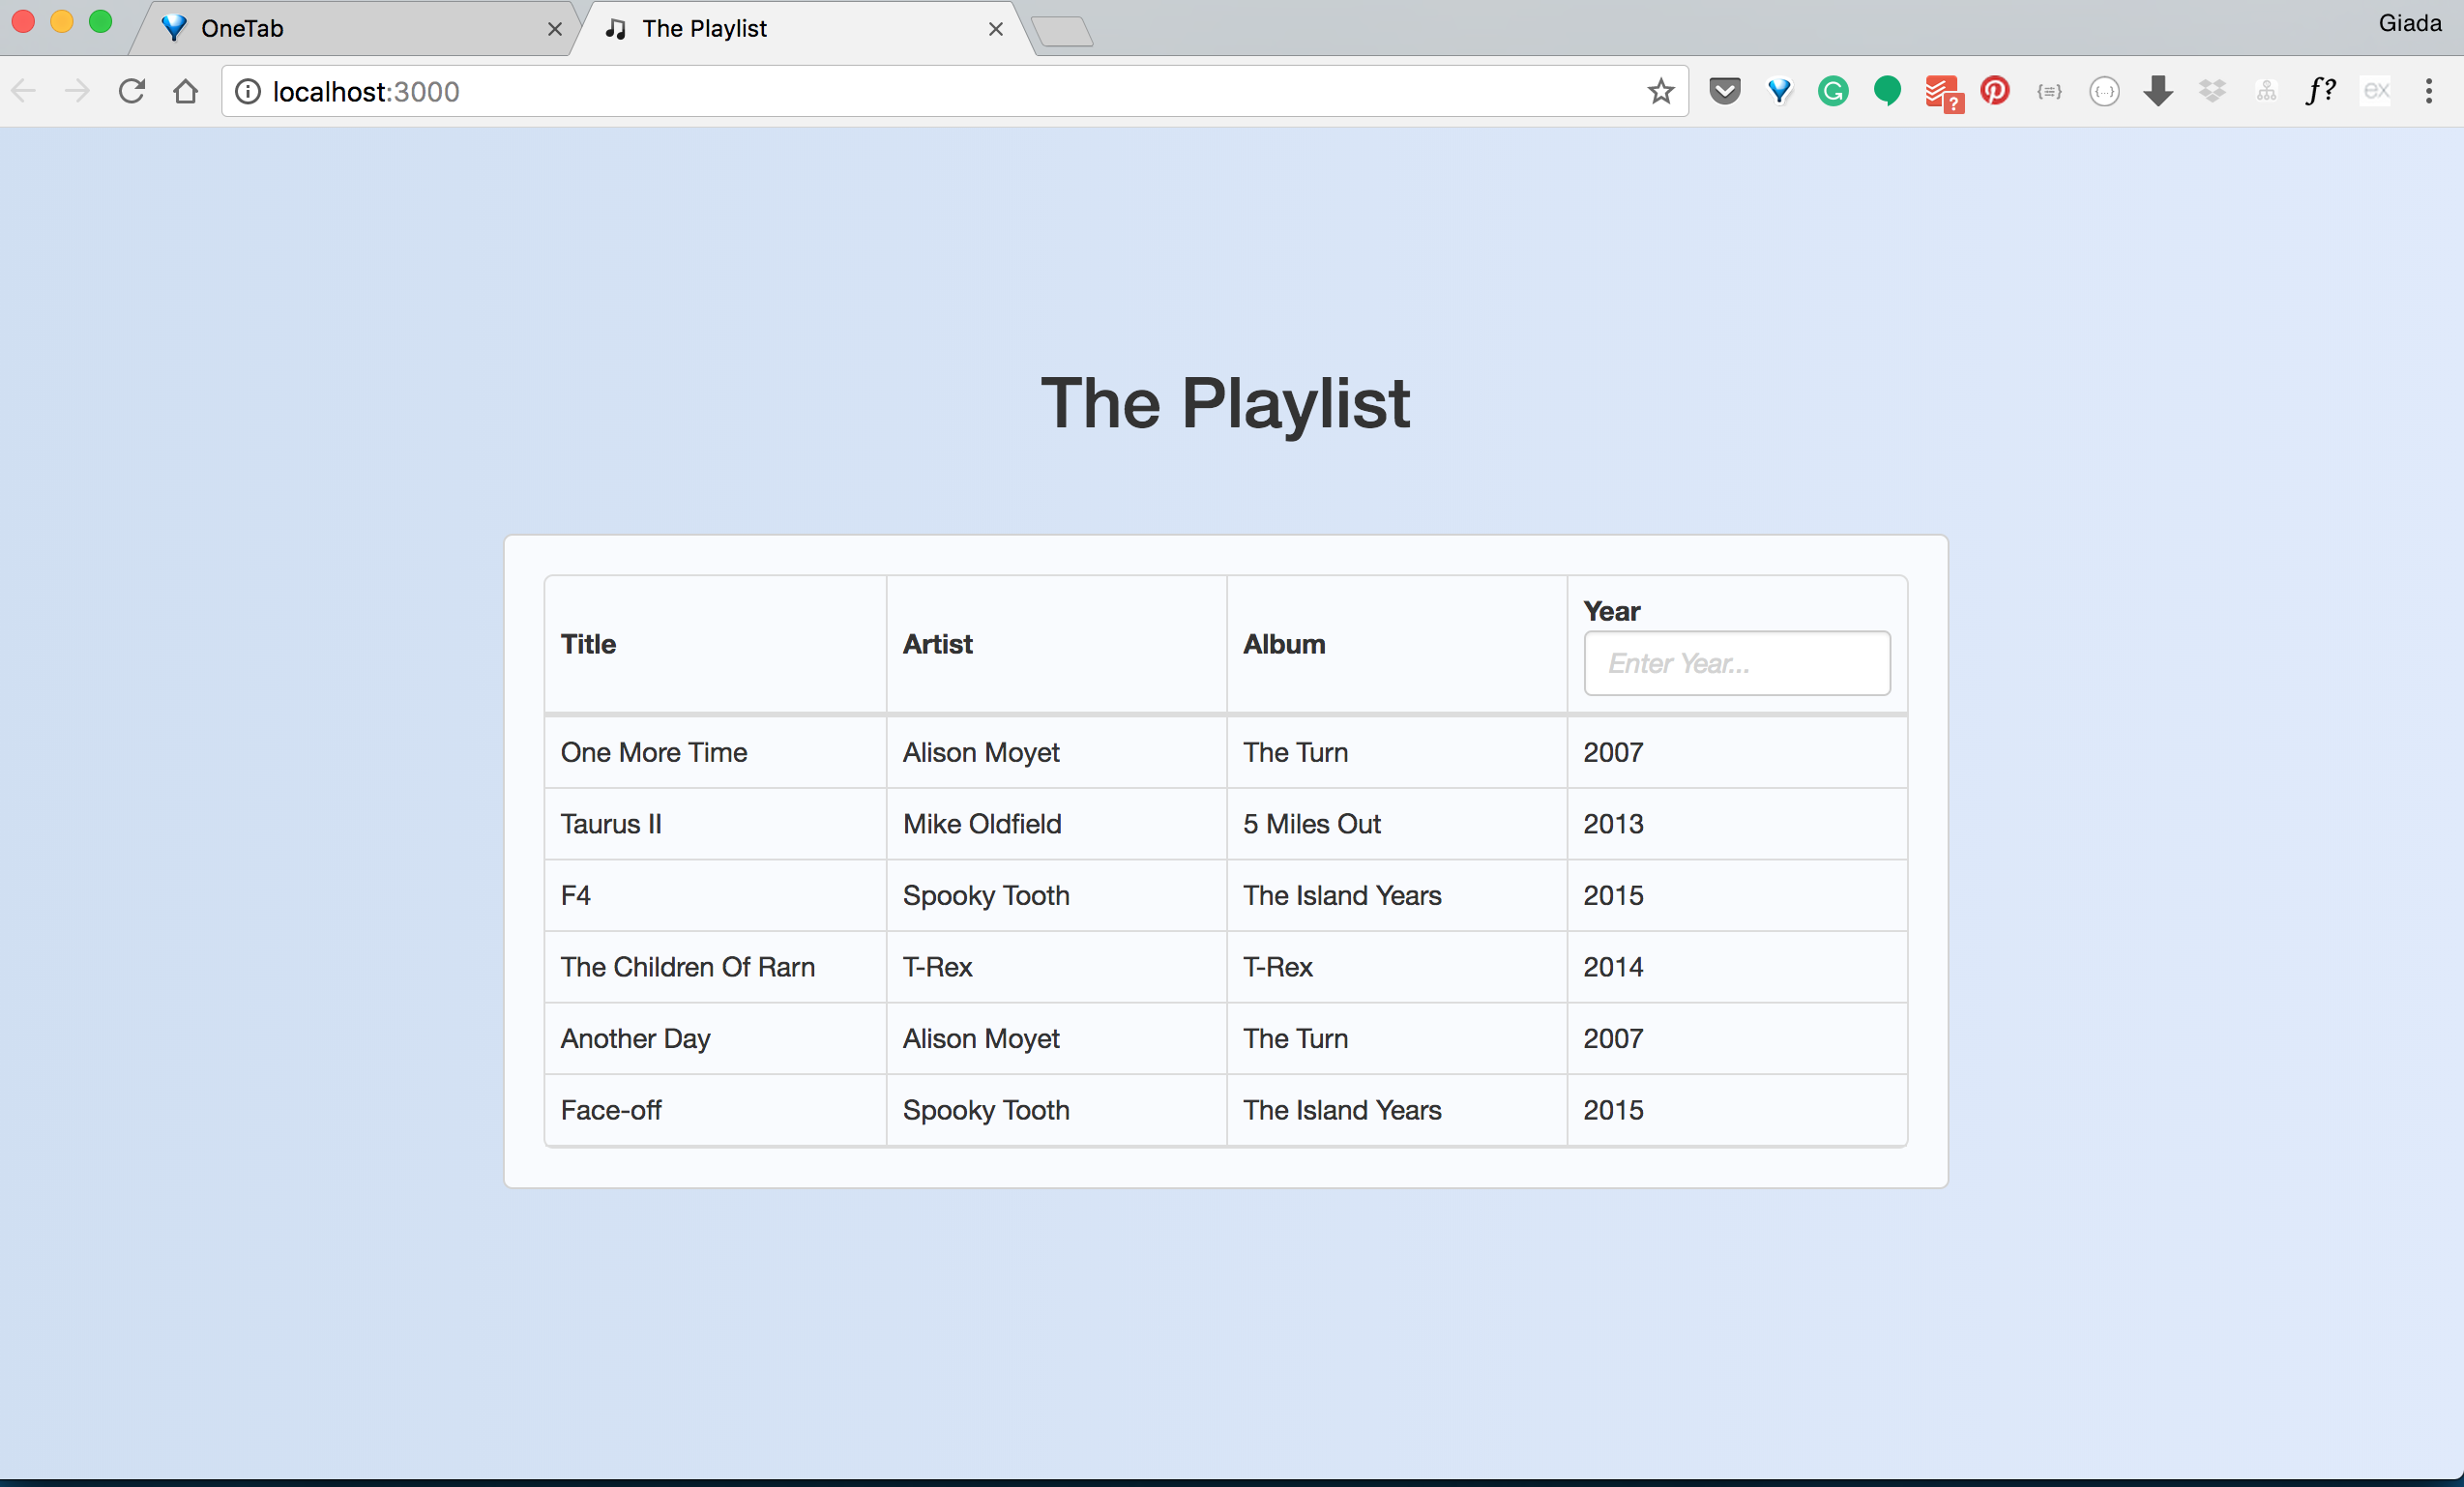 OneTab
The Playlist
Giada
localhost:3000
The Playlist
Title Artist Album Year
Enter Year...
One More Time Alison Moyet The Turn 2007
Taurus II Mike Oldfield 5 Miles Out 2013
F4 Spooky Tooth The Island Years 2015
The Children Of Rarn T-Rex T-Rex 2014
Another Day Alison Moyet The Turn 2007
Face-off Spooky Tooth The Island Years 2015